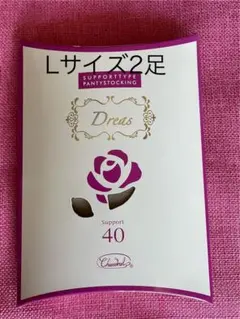 Lサイズ2足
SUPPORTTYPE
PANTYSTOCKING
Dreas
Support
40